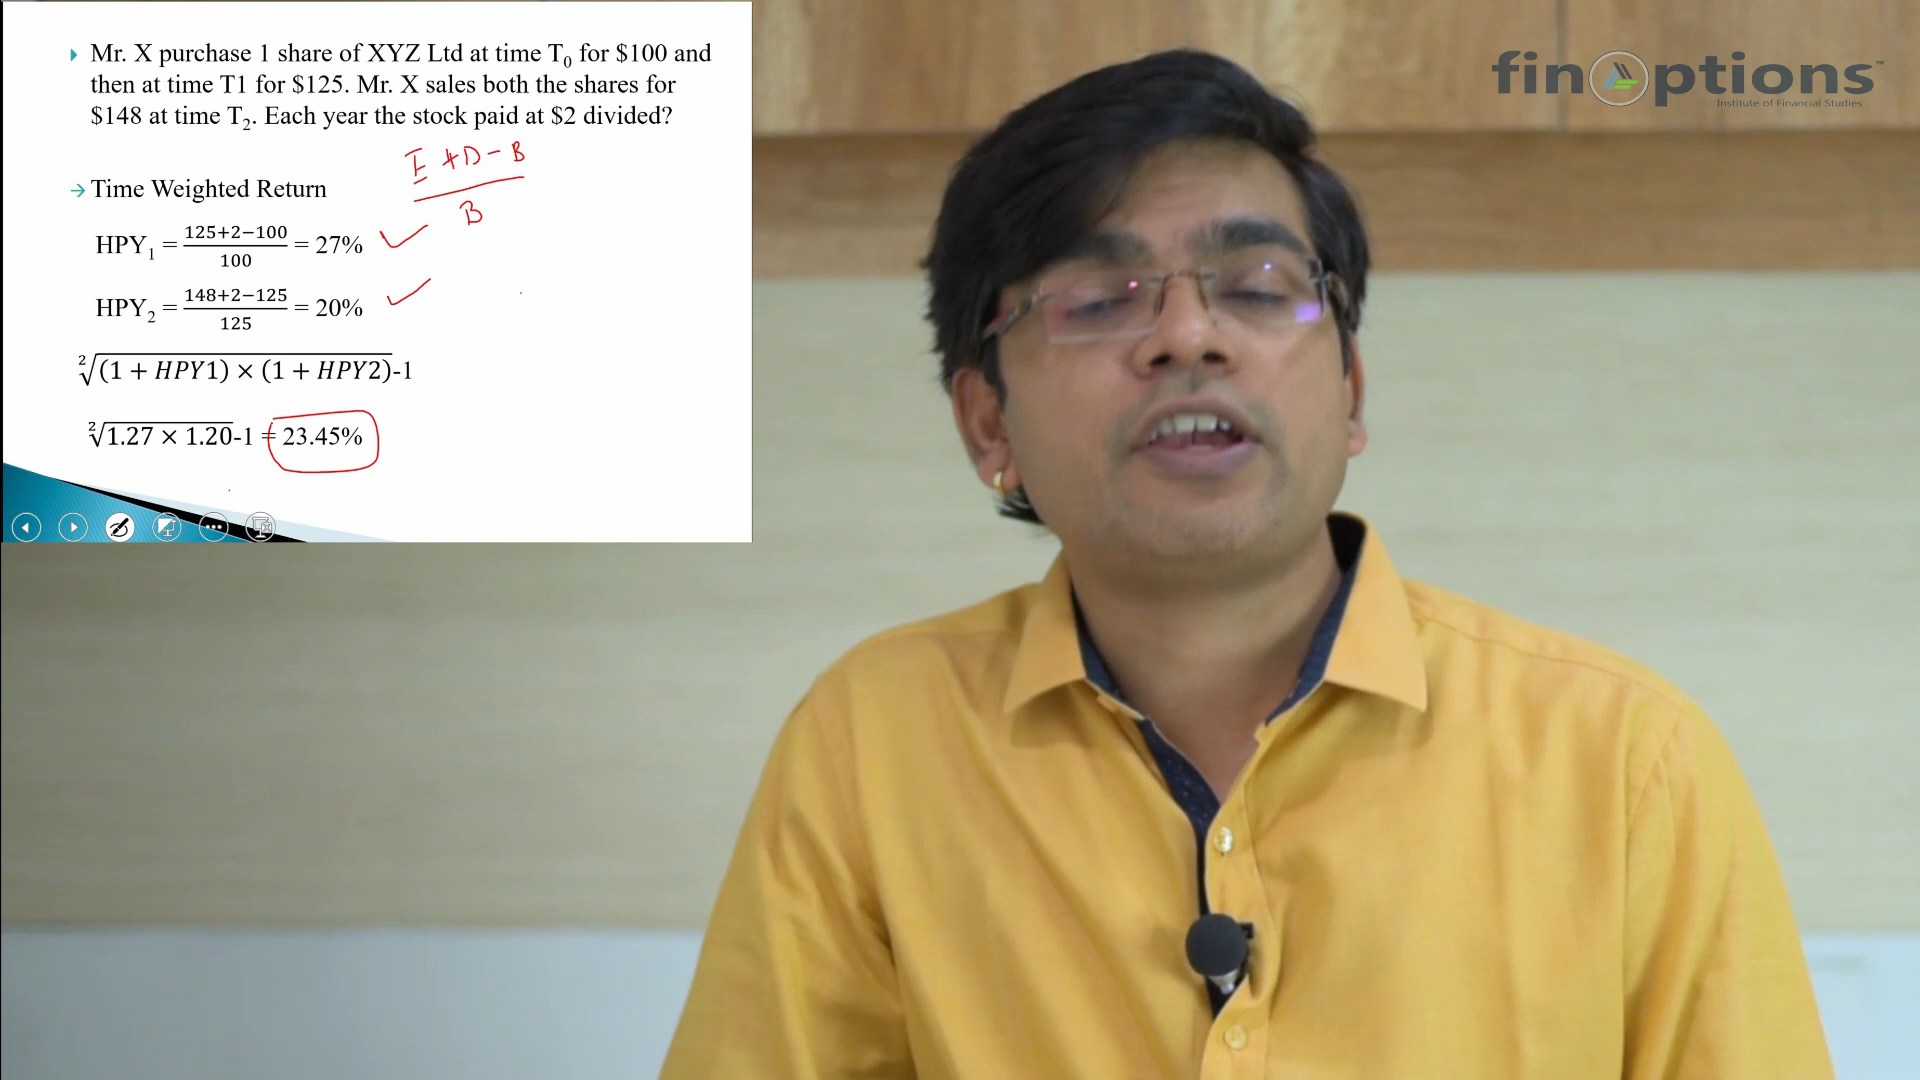 Mr. X purchase 1 share of XYZ Ltd at time T0 for $100 and
then at time T1 for $125. Mr. X sales both the shares for
$148 at time T2. Each year the stock paid at $2 divided?
E + D - B
B
→ Time Weighted Return
HPY1 = 125+2−100 / 100 = 27%
HPY2 = 148+2−125 / 125 = 20%
²√(1 + HPY1) × (1 + HPY2)-1
²√1.27 × 1.20-1 = 23.45%
finoptions™
Institute of Financial Studies